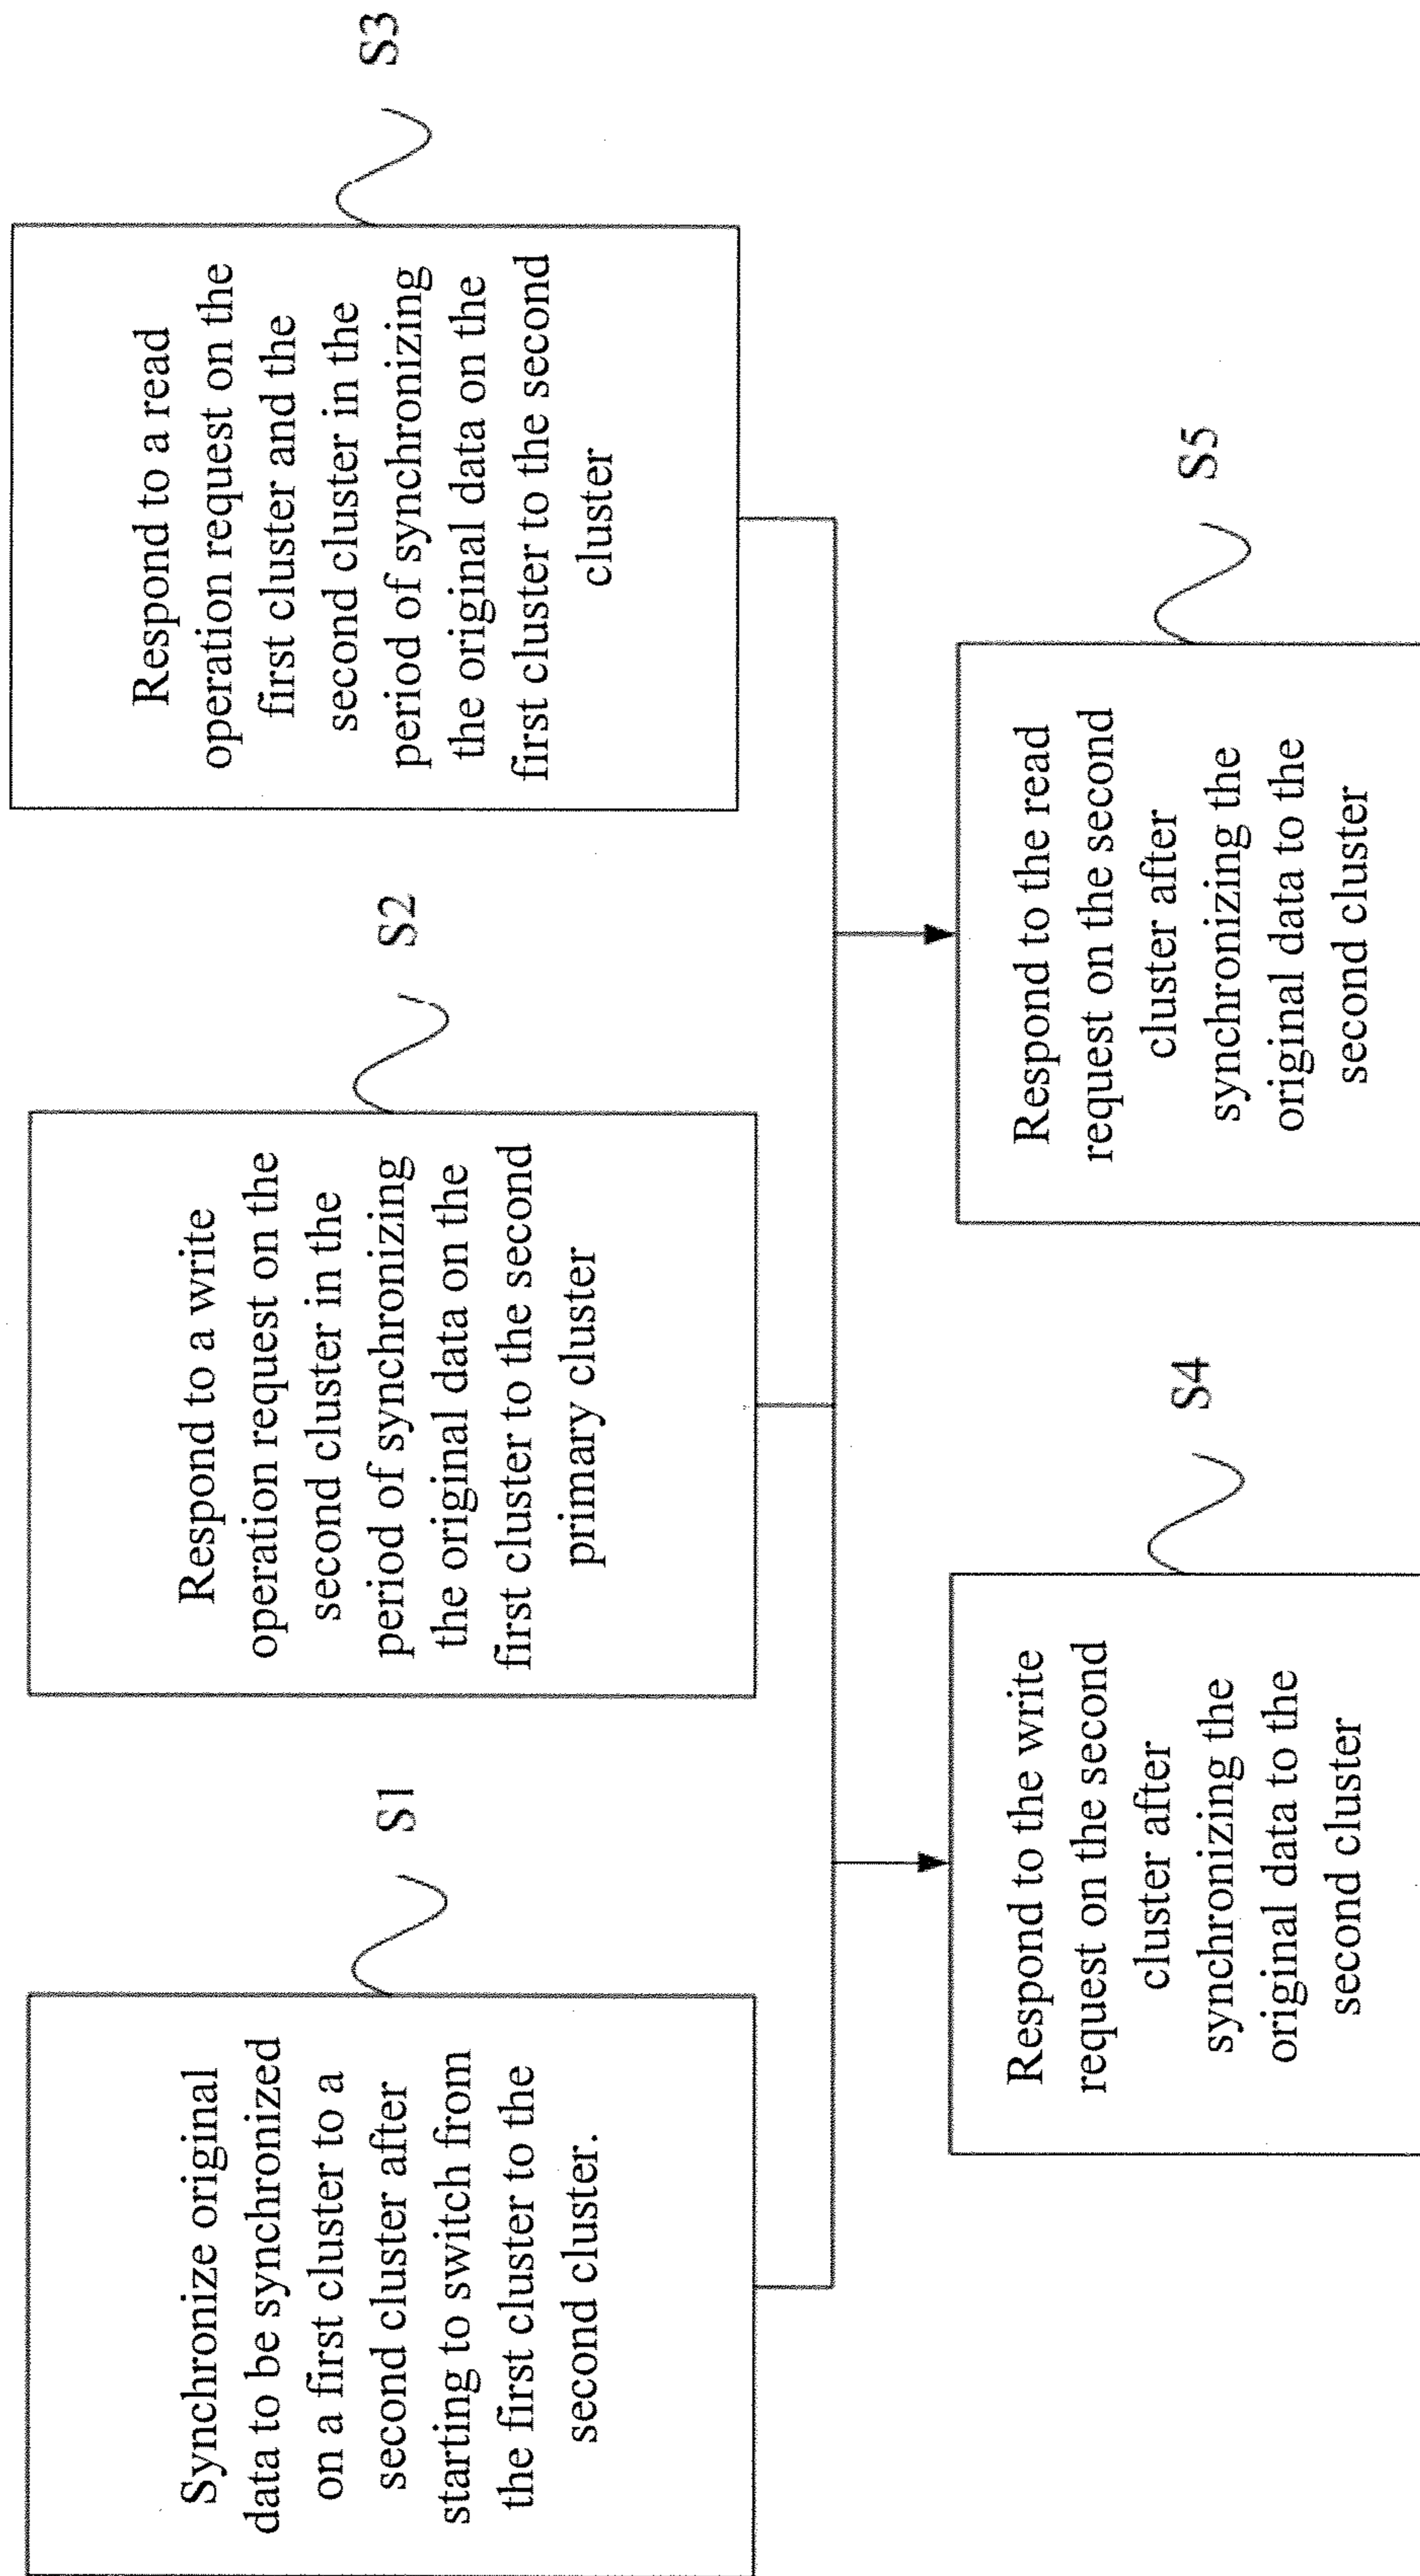 Synchronize original
data to be synchronized
on a first cluster to a
second cluster after
starting to switch from
the first cluster to the
second cluster.
S1
Respond to a write
operation request on the
second cluster in the
period of synchronizing
the original data on the
first cluster to the second
primary cluster
S2
Respond to a read
operation request on the
first cluster and the
second cluster in the
period of synchronizing
the original data on the
first cluster to the second
cluster
S3
Respond to the write
request on the second
cluster after
synchronizing the
original data to the
second cluster
S4
Respond to the read
request on the second
cluster after
synchronizing the
original data to the
second cluster
S5